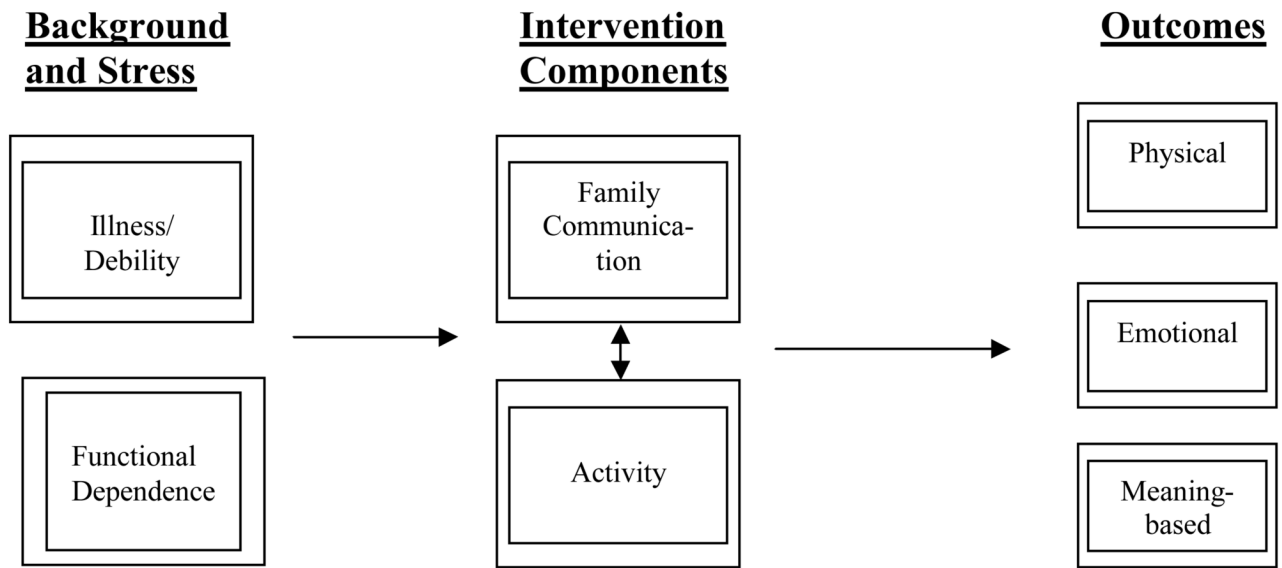 Background
and Stress
Intervention
Components
Outcomes
Illness/
Debility
Functional
Dependence
Family
Communica-
tion
Activity
Physical
Emotional
Meaning-
based